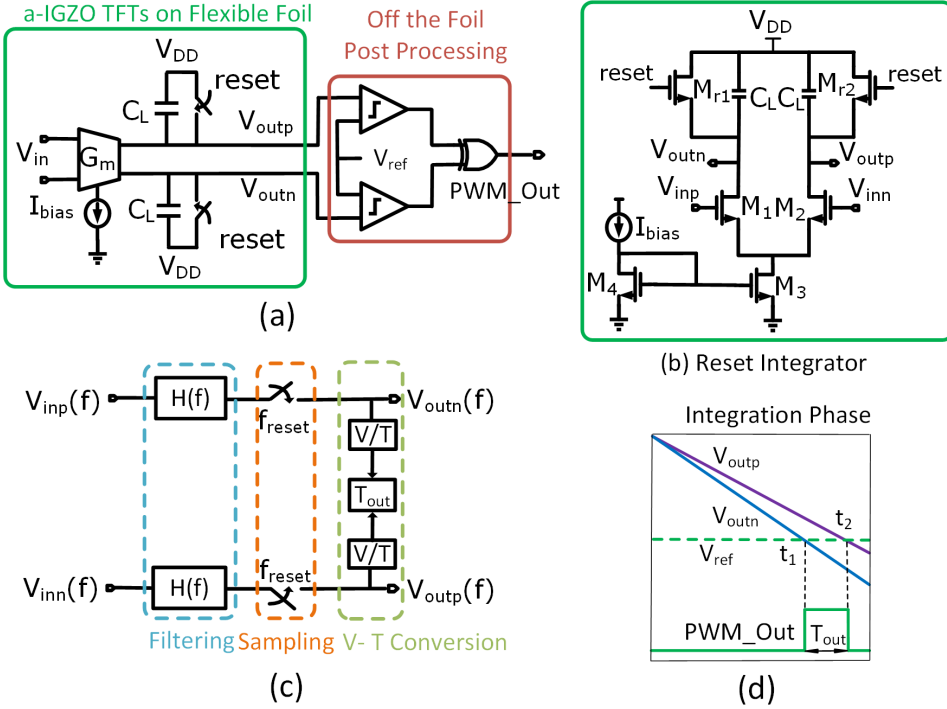 a-IGZO TFTs on Flexible Foil
Off the Foil
Post Processing
VDD
reset
CL
Voutp
Vin
Gm
Vref
Voutn
PWM_Out
Ibias
CL
reset
VDD
(a)
VDD
reset
Mr1
CL CL
Mr2
reset
Voutn
Voutp
Vinp
Vinn
M1 M2
Ibias
M4
M3
(b) Reset Integrator
Vinp(f)
H(f)
freset
Voutn(f)
V/T
Tout
V/T
Vinn(f)
H(f)
freset
Voutp(f)
Filtering
Sampling
V- T Conversion
(c)
Integration Phase
Voutp
Voutn
t2
Vref
t1
PWM_Out
Tout
(d)